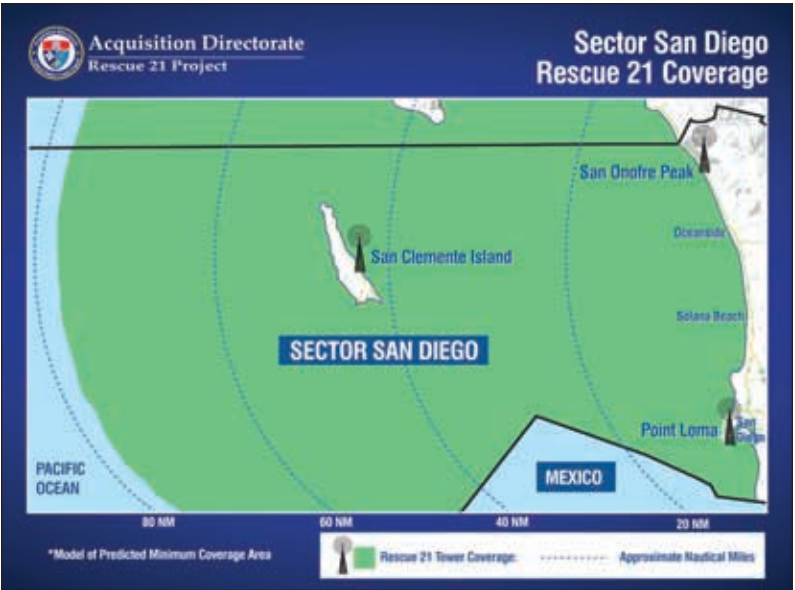 Acquisition Directorate
Rescue 21 Project
Sector San Diego
Rescue 21 Coverage
San Onofre Peak
Oceanside
San Clemente Island
Solana Beach
SECTOR SAN DIEGO
Point Loma
San
Diego
MEXICO
PACIFIC
OCEAN
80 NM
60 NM
40 NM
20 NM
*Model of Predicted Minimum Coverage Area
Rescue 21 Tower Coverage:
Approximate Nautical Miles